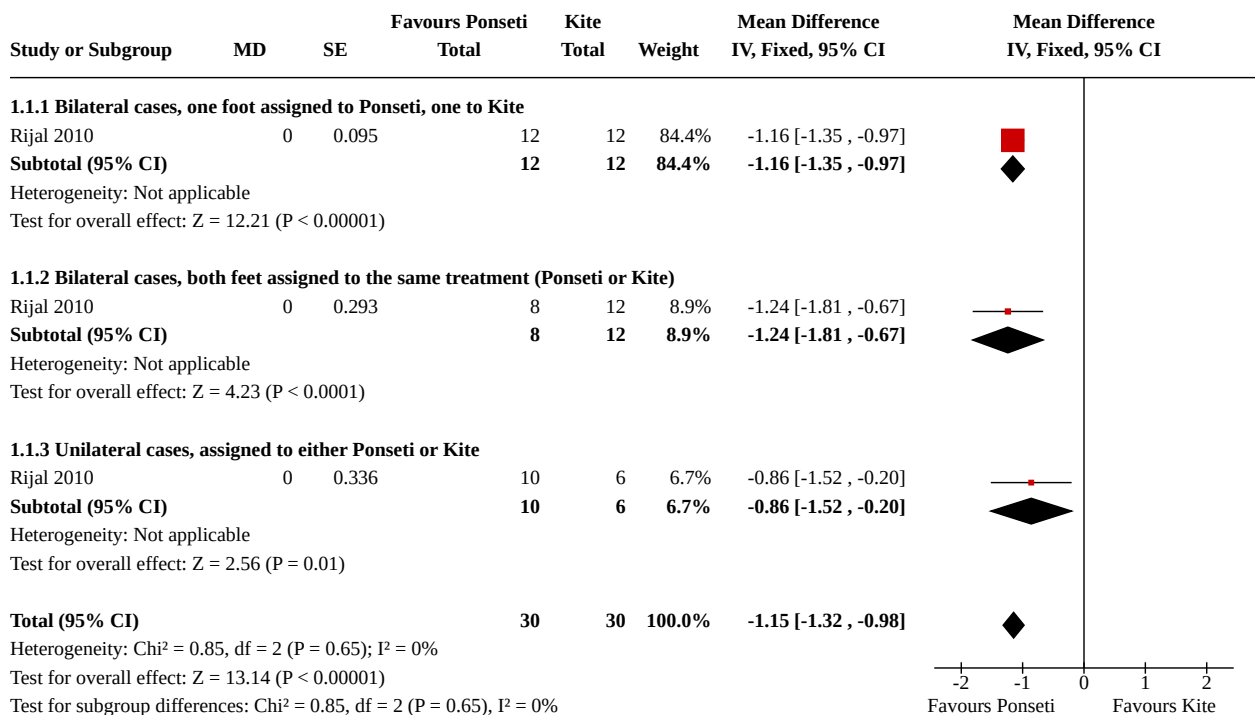 Favours Ponseti Kite Mean Difference Mean Difference
Study or Subgroup MD SE Total Total Weight IV, Fixed, 95% CI IV, Fixed, 95% CI
1.1.1 Bilateral cases, one foot assigned to Ponseti, one to Kite
Rijal 2010 0 0.095 12 12 84.4% -1.16 [-1.35 , -0.97]
Subtotal (95% CI) 12 12 84.4% -1.16 [-1.35 , -0.97]
Heterogeneity: Not applicable
Test for overall effect: Z = 12.21 (P < 0.00001)
1.1.2 Bilateral cases, both feet assigned to the same treatment (Ponseti or Kite)
Rijal 2010 0 0.293 8 12 8.9% -1.24 [-1.81 , -0.67]
Subtotal (95% CI) 8 12 8.9% -1.24 [-1.81 , -0.67]
Heterogeneity: Not applicable
Test for overall effect: Z = 4.23 (P < 0.0001)
1.1.3 Unilateral cases, assigned to either Ponseti or Kite
Rijal 2010 0 0.336 10 6 6.7% -0.86 [-1.52 , -0.20]
Subtotal (95% CI) 10 6 6.7% -0.86 [-1.52 , -0.20]
Heterogeneity: Not applicable
Test for overall effect: Z = 2.56 (P = 0.01)
Total (95% CI) 30 30 100.0% -1.15 [-1.32 , -0.98]
Heterogeneity: Chi² = 0.85, df = 2 (P = 0.65); I² = 0%
Test for overall effect: Z = 13.14 (P < 0.00001)
-2 -1 0 1 2
Test for subgroup differences: Chi² = 0.85, df = 2 (P = 0.65), I² = 0%
Favours Ponseti Favours Kite